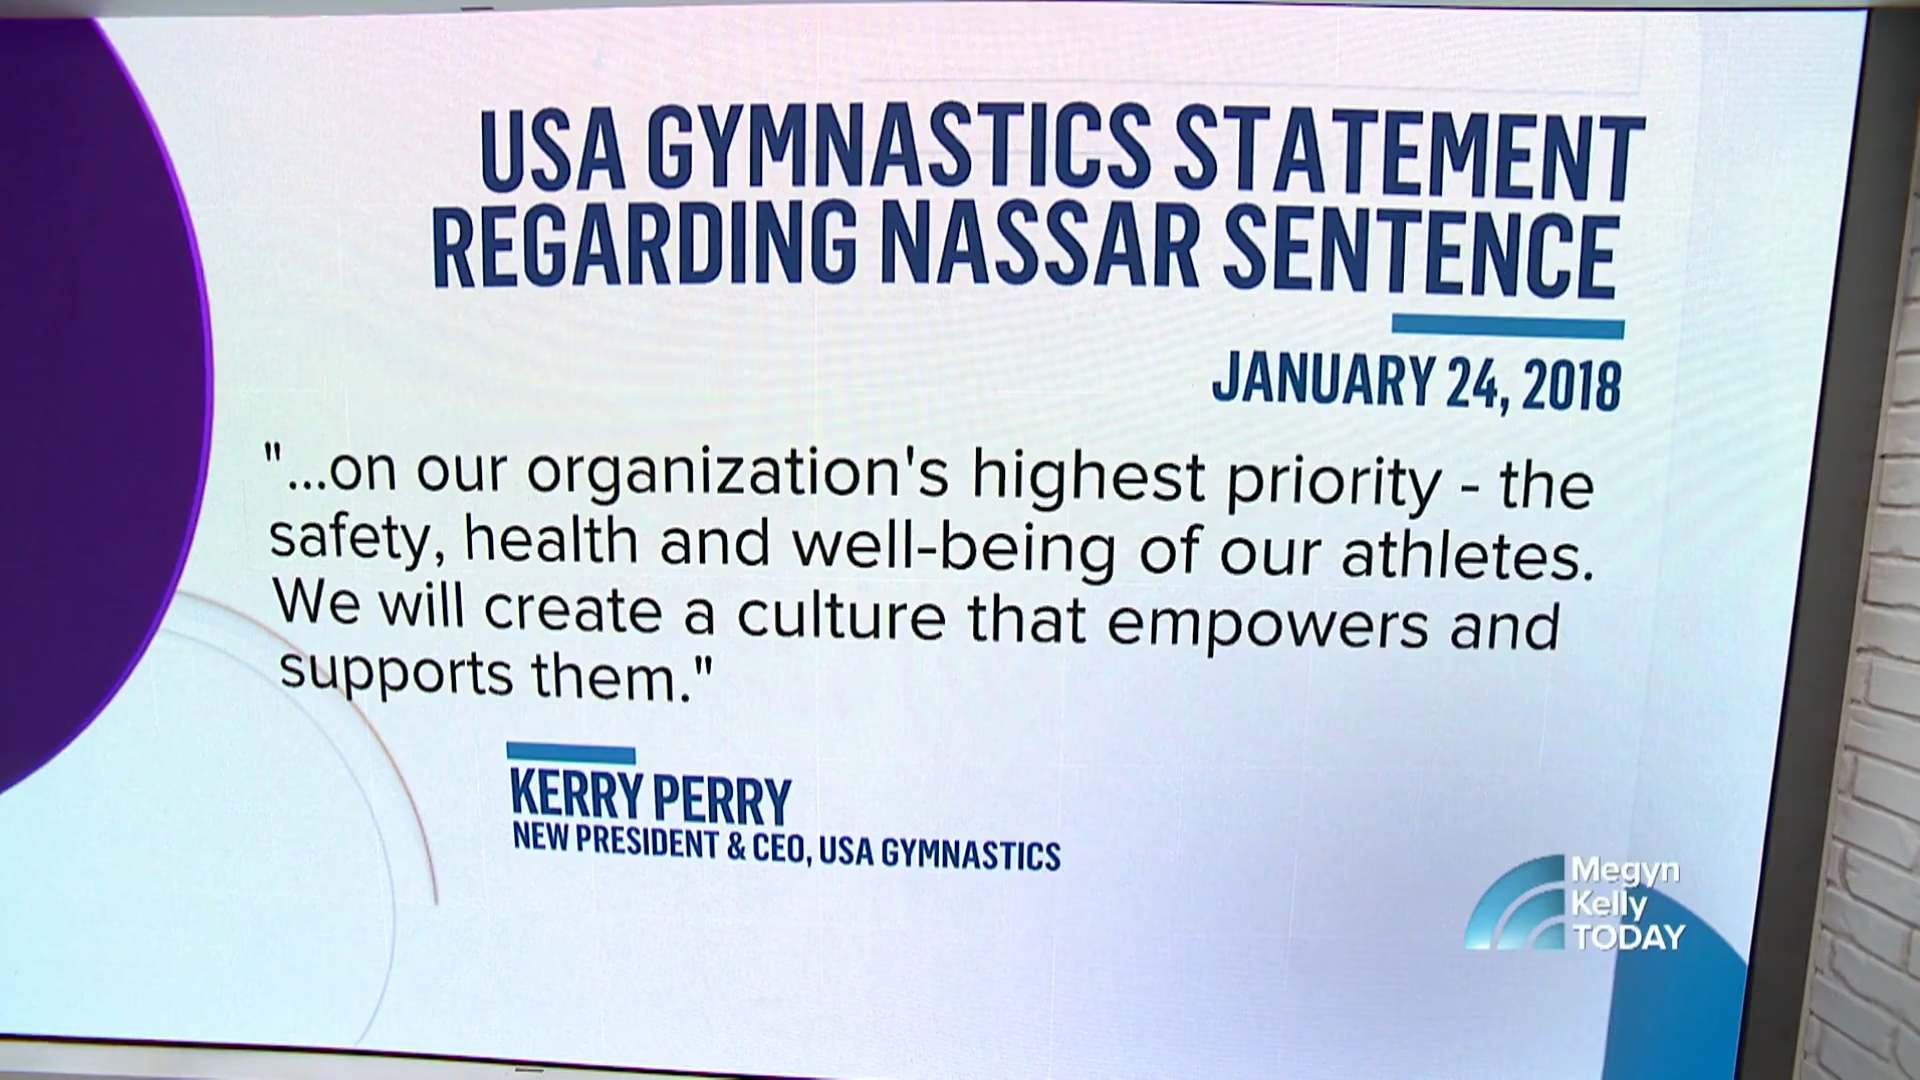 USA GYMNASTICS STATEMENT
REGARDING NASSAR SENTENCE
JANUARY 24, 2018
"...on our organization's highest priority - the
safety, health and well-being of our athletes.
We will create a culture that empowers and
supports them."
KERRY PERRY
NEW PRESIDENT & CEO, USA GYMNASTICS
Megyn
Kelly
TODAY